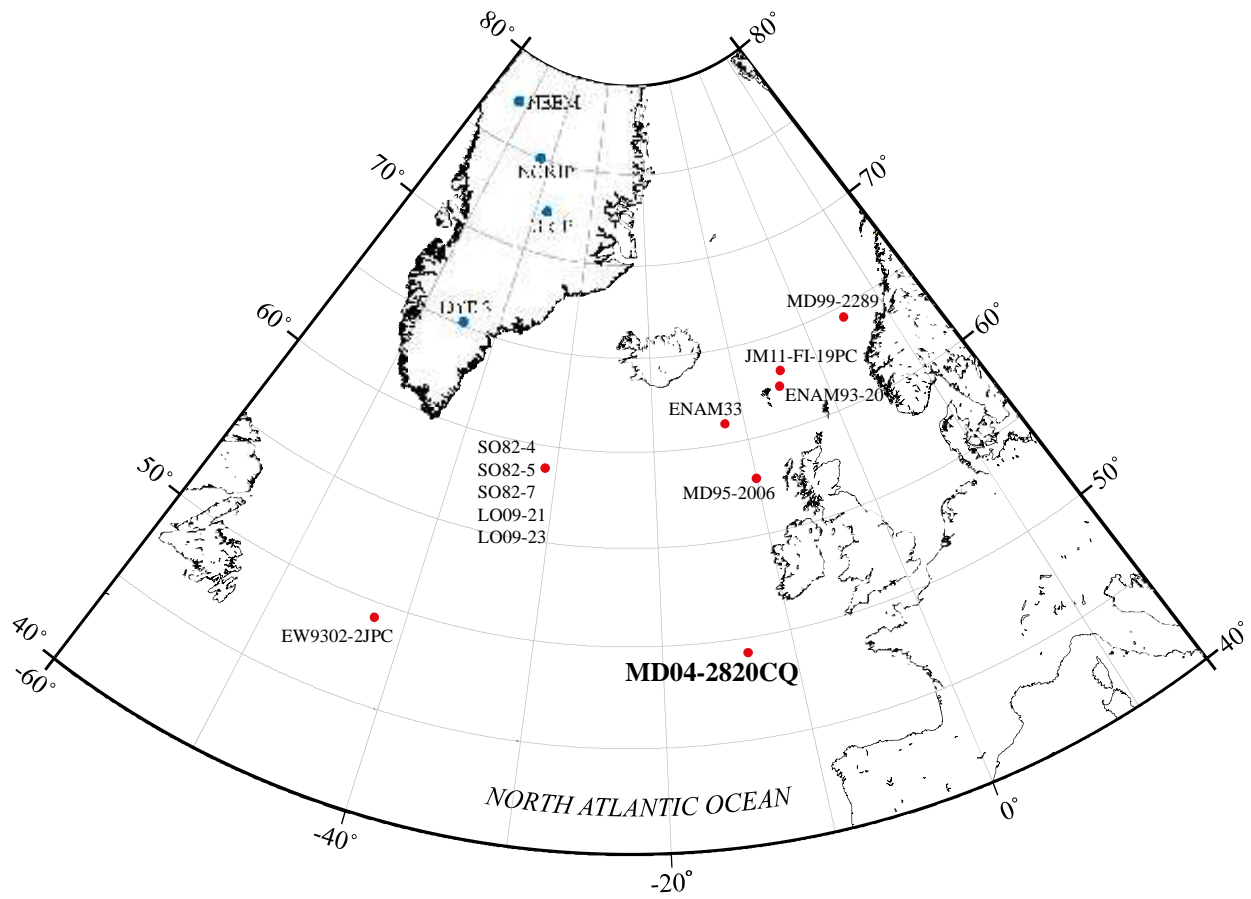 80°
80°
NEEM
70°
70°
MD99-2289
60°
60°
JM11-FI-19PC
ENAM93-20
ENAM33
SO82-4
SO82-5
SO82-7
LO09-21
LO09-23
MD95-2006
50°
50°
EW9302-2JPC
MD04-2820CQ
40°
40°
-60°
NORTH ATLANTIC OCEAN
0°
-40°
-20°